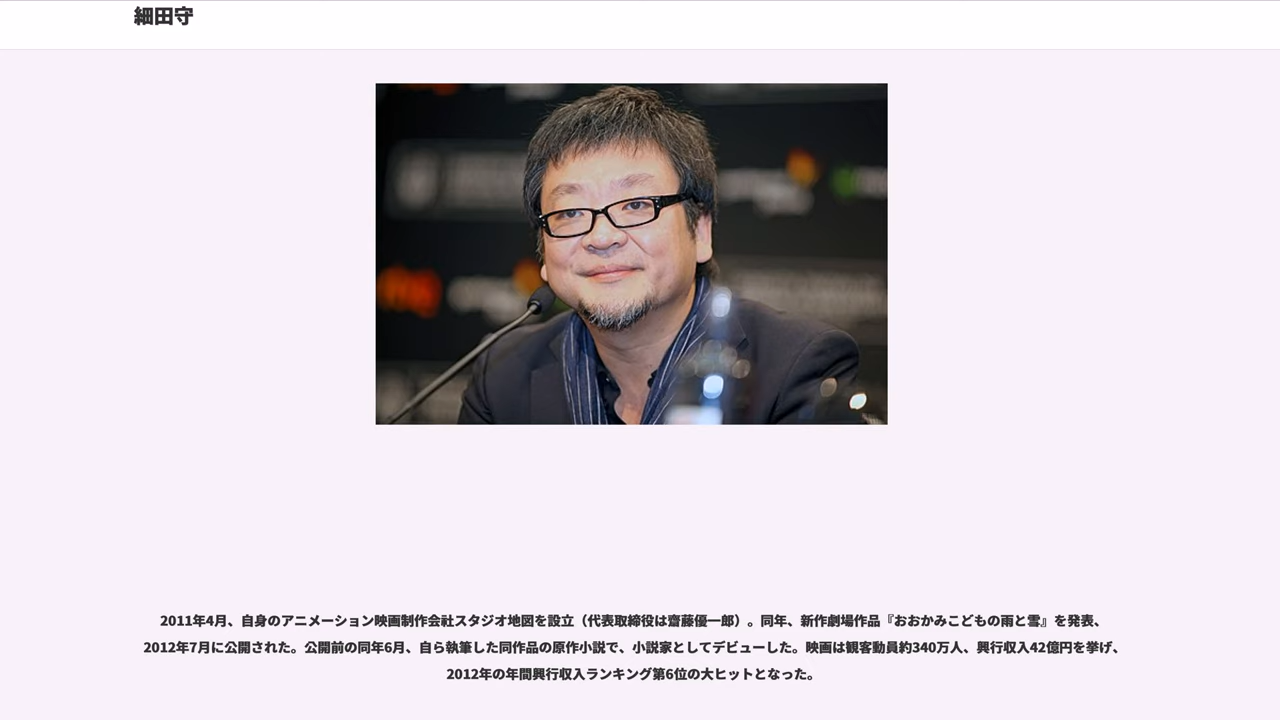 細田守
2011年4月、自身のアニメーション映画制作会社スタジオ地図を設立（代表取締役は齋藤優一郎）。同年、新作劇場作品『おおかみこどもの雨と雪』を発表、
2012年7月に公開された。公開前の同年6月、自ら執筆した同作品の原作小説で、小説家としてデビューした。映画は観客動員約340万人、興行収入42億円を挙げ、
2012年の年間興行収入ランキング第6位の大ヒットとなった。